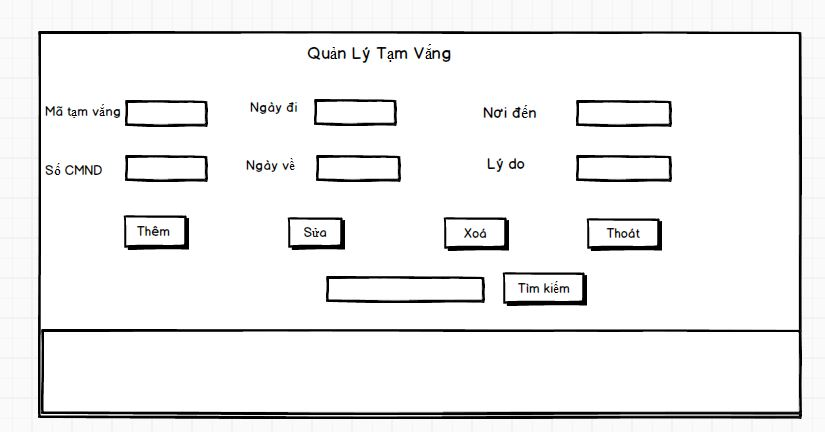 Quản Lý Tạm Vắng
Mã tạm vắng Ngày đi Nơi đến
Số CMND Ngày về Lý do
Thêm Sửa Xoá Thoát
Tìm kiếm